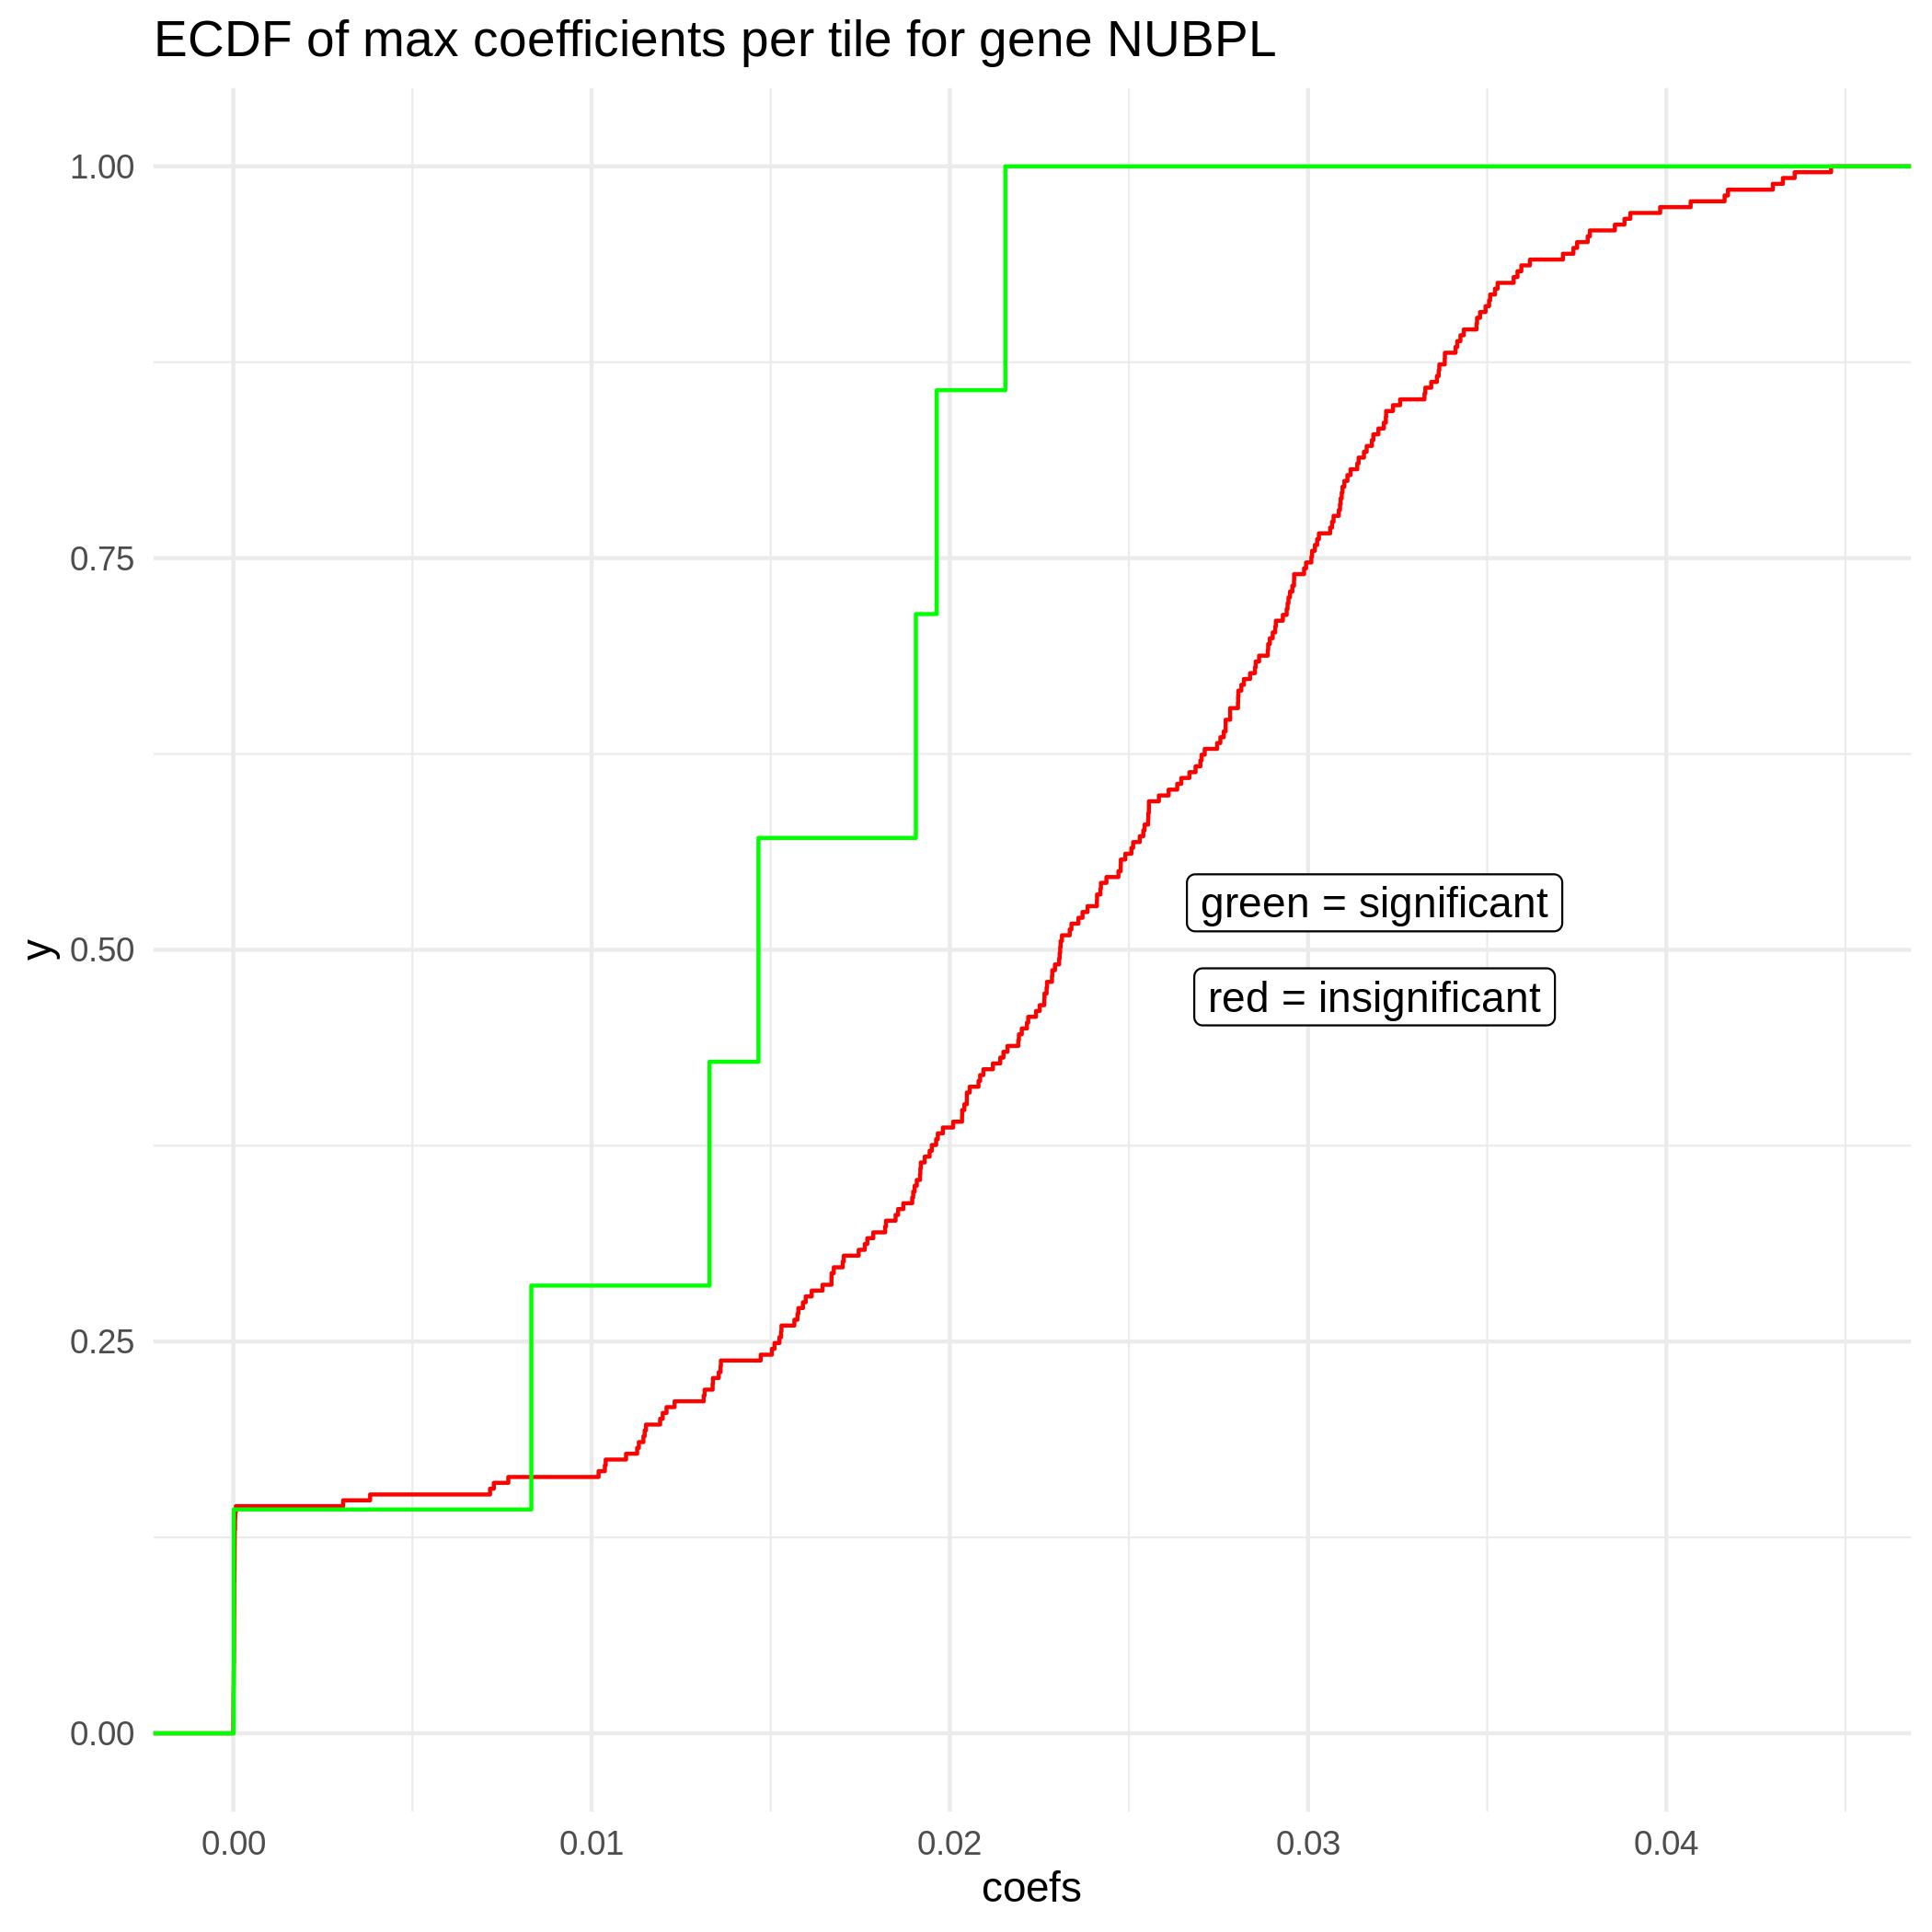 ECDF of max coefficients per tile for gene NUBPL
1.00
0.75
0.50
0.25
0.00
y
green = significant
red = insignificant
0.00 0.01 0.02 0.03 0.04
coefs